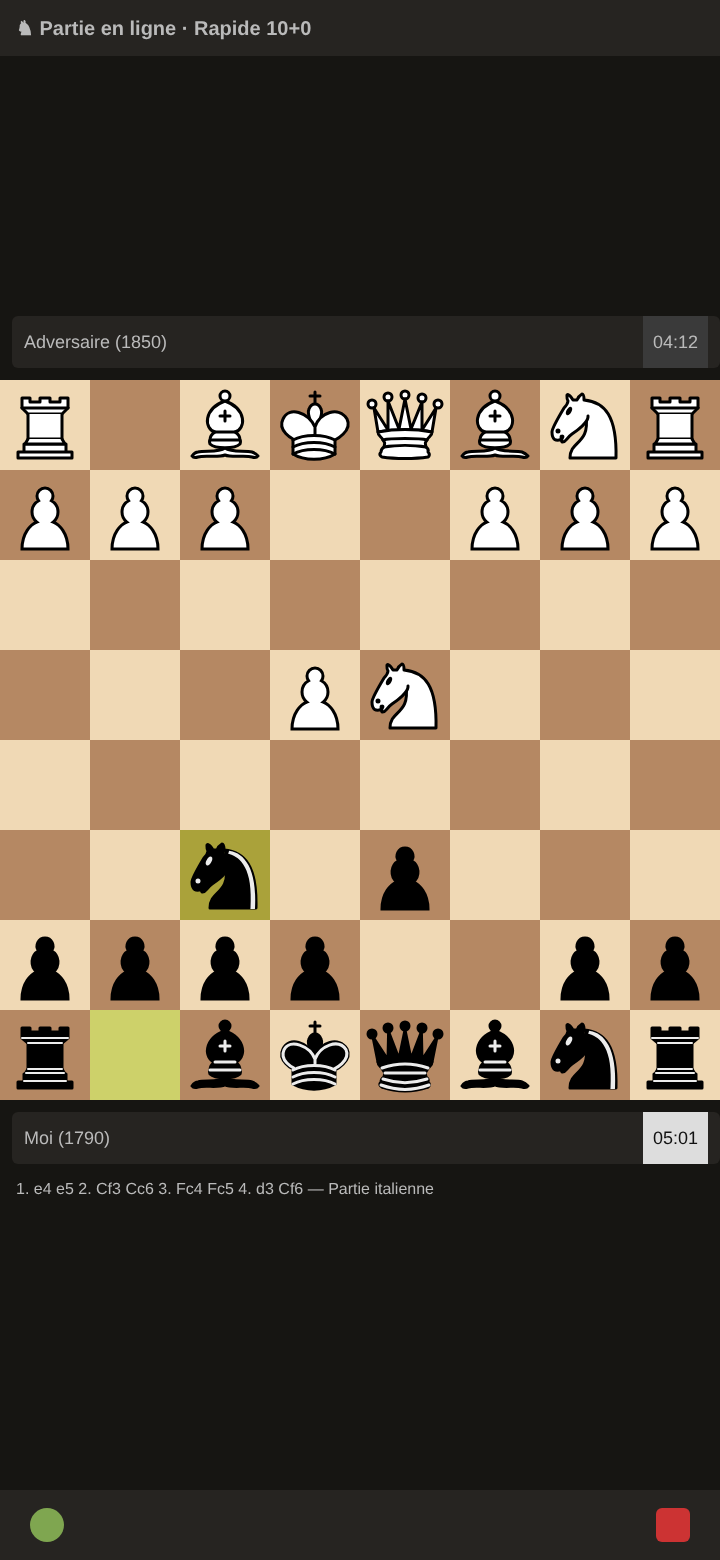 ♞ Partie en ligne · Rapide 10+0
Adversaire (1850) 04:12
Moi (1790) 05:01
1. e4 e5 2. Cf3 Cc6 3. Fc4 Fc5 4. d3 Cf6 — Partie italienne